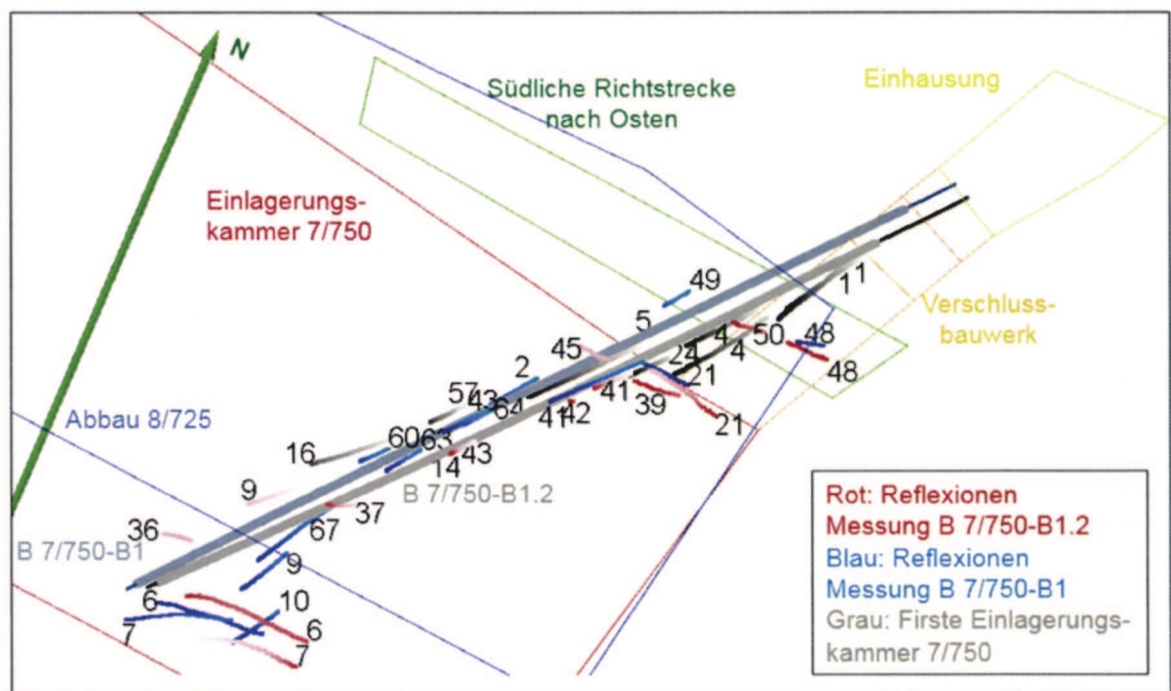 N
Südliche Richtstrecke
nach Osten
Einhausung
Einlagerungs-
kammer 7/750
49
5
11
Verschluss-
bauwerk
45
4
50
48
2
24
4
48
57
43
21
41
39
64
41
42
21
Abbau 8/725
60
63
16
43
14
9
B 7/750-B1.2
37
36
67
B 7/750-B1
9
6
10
7
6
7
Rot: Reflexionen
Messung B 7/750-B1.2
Blau: Reflexionen
Messung B 7/750-B1
Grau: Firste Einlagerungs-
kammer 7/750